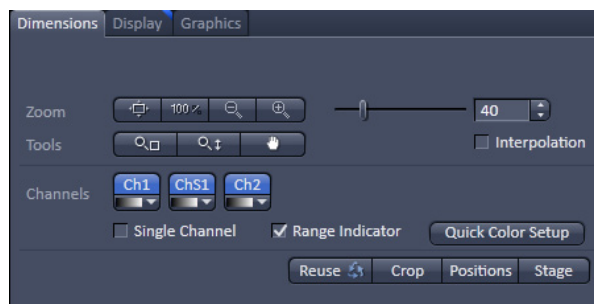 Dimensions Display Graphics
Zoom 100% 40
Tools Interpolation
Channels Ch1 ChS1 Ch2
Single Channel Range Indicator Quick Color Setup
Reuse Crop Positions Stage